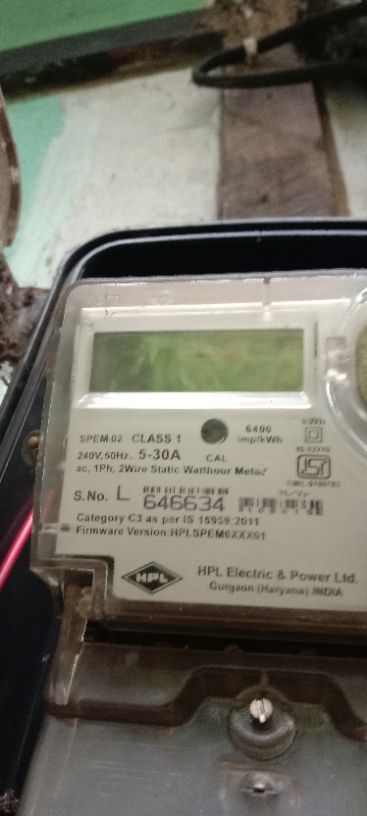 SPEM 02 CLASS 1
6400 imp/kWh
kWh
240V, 50Hz. 5-30A CAL
ac, 1Ph, 2Wire Static Watthour Meter
S.No. L 646634
Category C3 as per IS 15959:2011
Firmware Version:HPLSPEM6XXX01
HPL
HPL Electric & Power Ltd.
Gurgaon (Haryana) INDIA